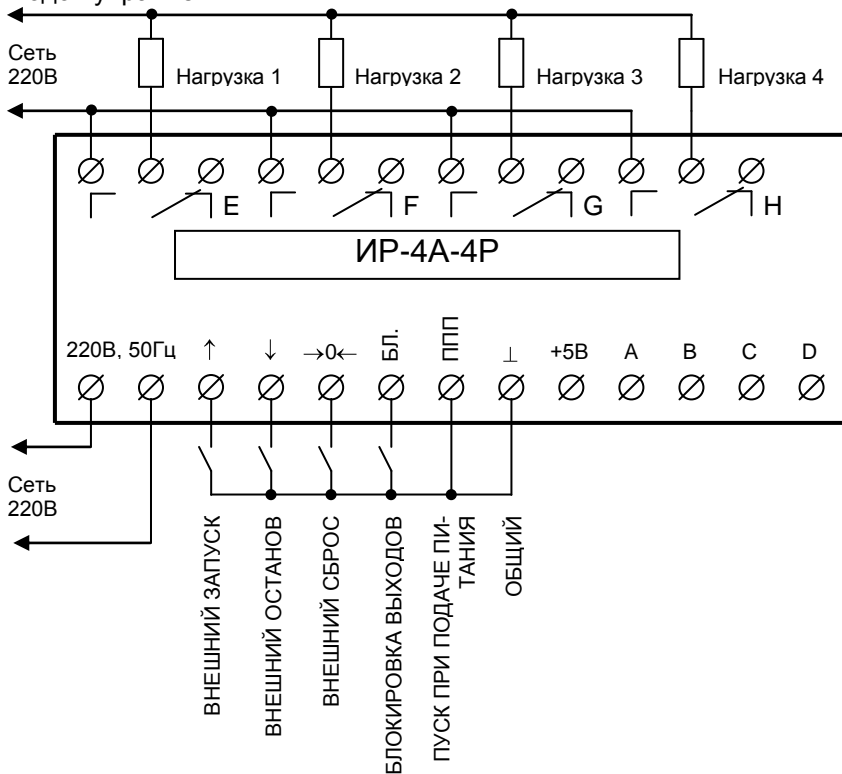 Сеть
220В
Нагрузка 1
Нагрузка 2
Нагрузка 3
Нагрузка 4
E
F
G
H
ИР-4А-4Р
220В, 50Гц
↑
↓
→0←
БЛ.
ППП
⊥
+5В
A
B
C
D
Сеть
220В
ВНЕШНИЙ ЗАПУСК
ВНЕШНИЙ ОСТАНОВ
ВНЕШНИЙ СБРОС
БЛОКИРОВКА ВЫХОДОВ
ПУСК ПРИ ПОДАЧЕ ПИ-
ТАНИЯ
ОБЩИЙ